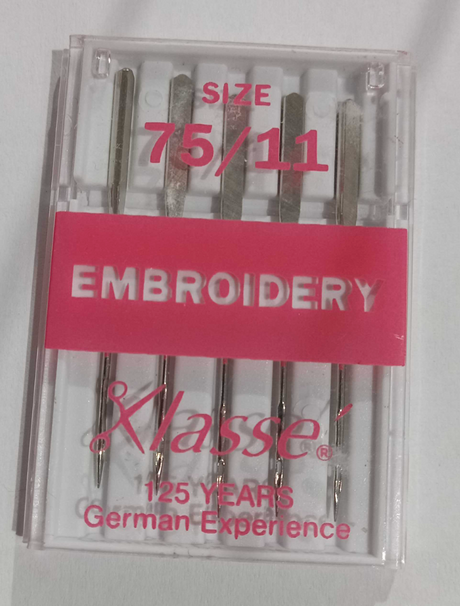 SIZE
75/11
EMBROIDERY
Klassé®
125 YEARS
German Experience